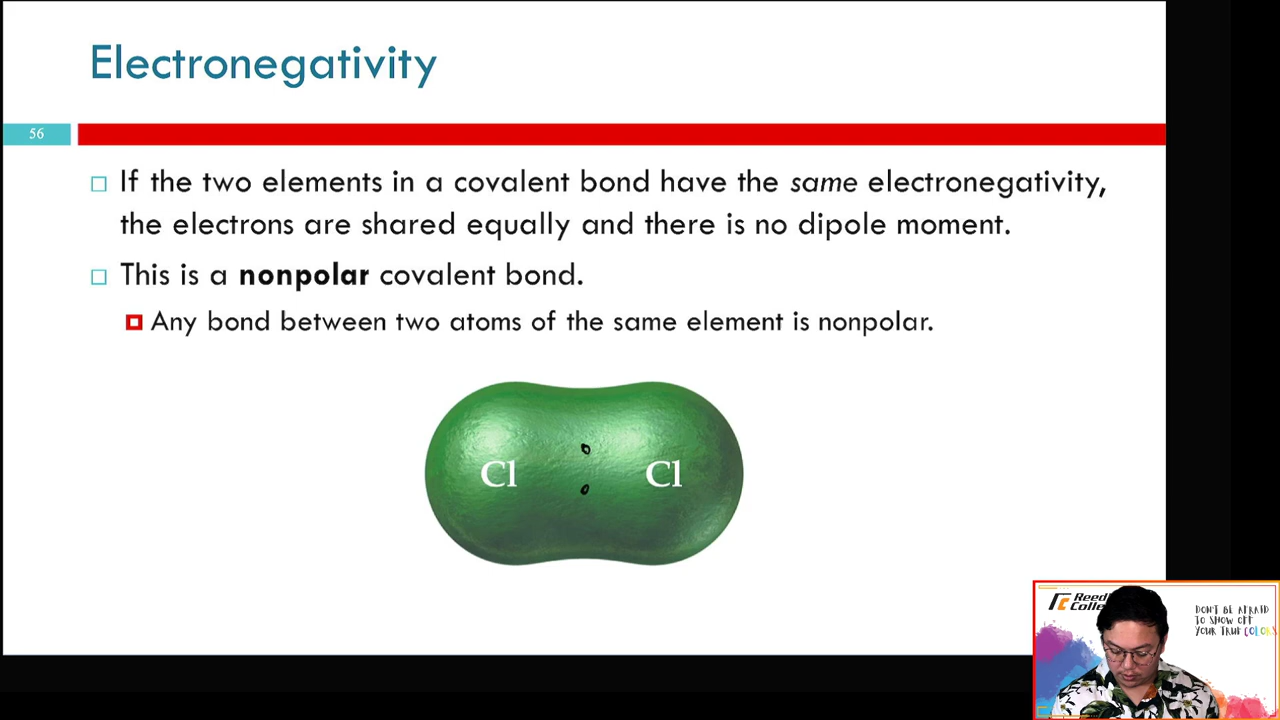 Electronegativity
56
If the two elements in a covalent bond have the same electronegativity,
the electrons are shared equally and there is no dipole moment.
This is a nonpolar covalent bond.
Any bond between two atoms of the same element is nonpolar.
Cl Cl
DON'T BE AFRAID
TO SHOW OFF
YOUR TRUE COLORS